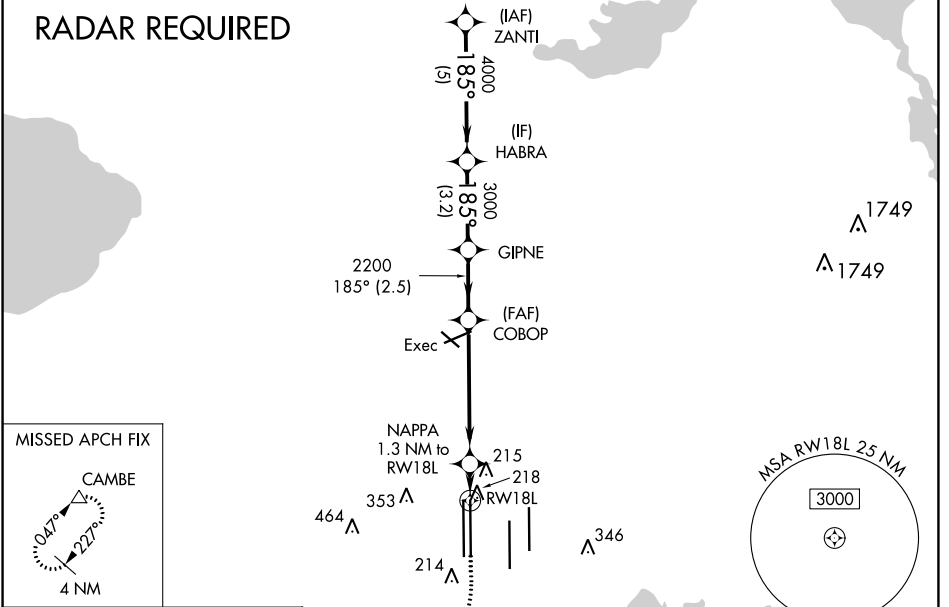 RADAR REQUIRED
(IAF)
ZANTI
4000
185°
(5)
(IF)
HABRA
3000
185°
(3.2)
GIPNE
2200
185° (2.5)
(FAF)
COBOP
Exec
1749
1749
NAPPA
1.3 NM to
RW18L
215
218
RW18L
353
464
346
214
MISSED APCH FIX
CAMBE
047°
227°
4 NM
MSA RW18L 25 NM
3000